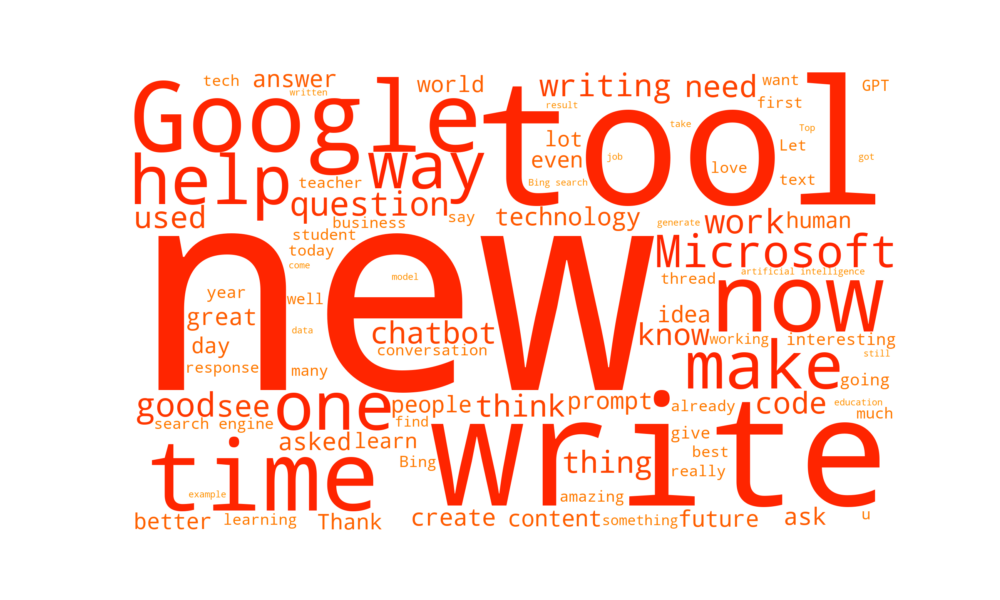 tech answer world writing need want GPT
written
Google tool
result first
take Top
lot Let
help way even job love got
teacher Bing search text
used question technology work human
business say generate
student
new
today Microsoft
come artificial intelligence
model thread now
year well
great idea
data chatbot know working interesting
day conversation still
response many make going
good see one people think prompt already code education
much
search engine find write
asked learn give
time Bing thing best
really
example amazing
better learning Thank create content something future ask u